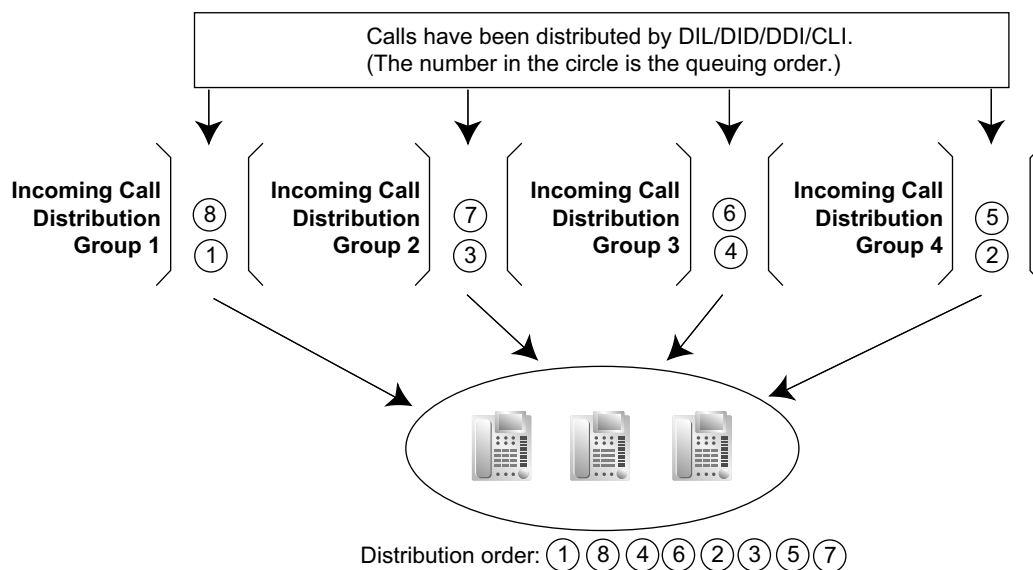 Calls have been distributed by DIL/DID/DDI/CLI.
(The number in the circle is the queuing order.)
Incoming Call
Distribution
Group 1
8
1
Incoming Call
Distribution
Group 2
7
3
Incoming Call
Distribution
Group 3
6
4
Incoming Call
Distribution
Group 4
5
2
Distribution order: 1 8 4 6 2 3 5 7